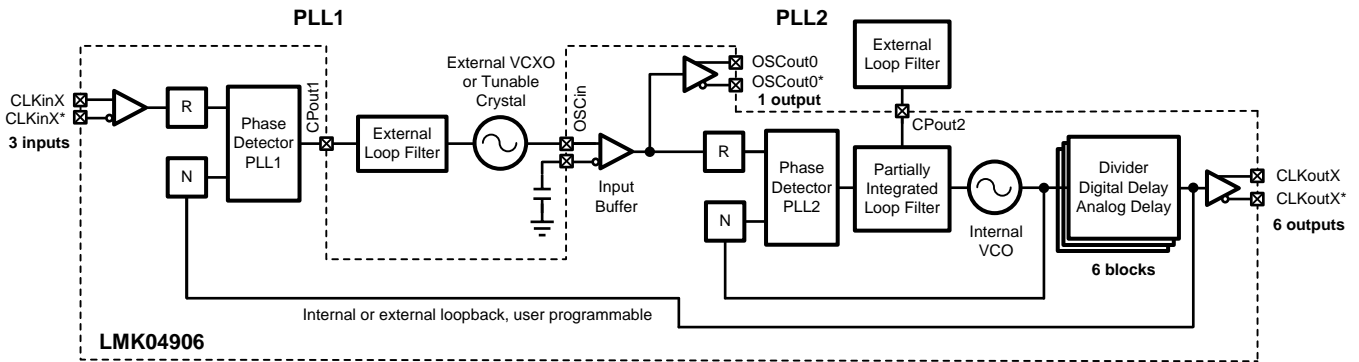 PLL1
PLL2
CLKinX
CLKinX*
3 inputs
R
N
Phase
Detector
PLL1
CPout1
External
Loop Filter
External VCXO
or Tunable
Crystal
OSCin
Input
Buffer
OSCout0
OSCout0*
1 output
External
Loop Filter
CPout2
R
N
Phase
Detector
PLL2
Partially
Integrated
Loop Filter
Internal
VCO
Divider
Digital Delay
Analog Delay
6 blocks
CLKoutX
CLKoutX*
6 outputs
Internal or external loopback, user programmable
LMK04906